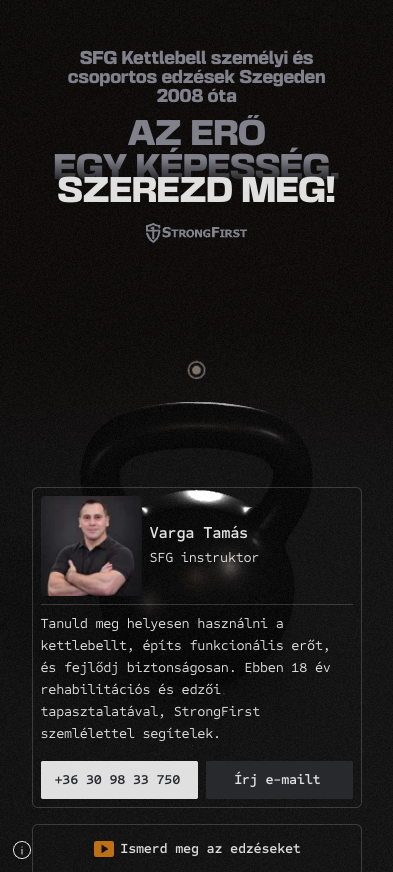 SFG Kettlebell személyi és
csoportos edzések Szegeden
2008 óta
AZ ERŐ
EGY KÉPESSÉG.
SZEREZD MEG!
STRONGFIRST
Varga Tamás
SFG instruktor
Tanuld meg helyesen használni a
kettlebellt, építs funkcionális erőt,
és fejlődj biztonságosan. Ebben 18 év
rehabilitációs és edzői
tapasztalatával, StrongFirst
szemlélettel segítelek.
+36 30 98 33 750
Írj e-mailt
Ismerd meg az edzéseket